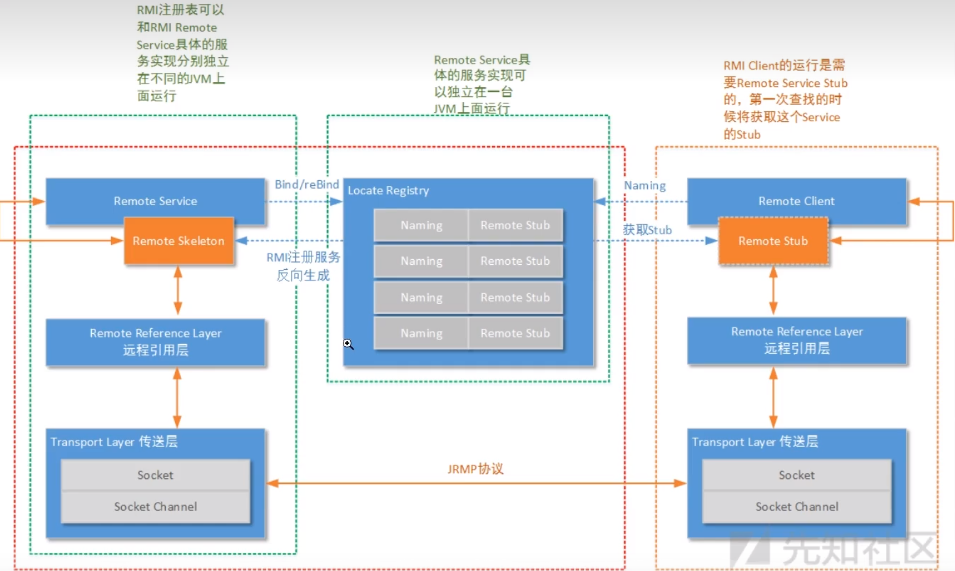 RMI注册表可以
和RMI Remote
Service具体的服
务实现分别独立
在不同的JVM上
面运行
Remote Service具
体的服务实现可
以独立在一台
JVM上面运行
RMI Client的运行是需
要Remote Service Stub
的，第一次查找的时
候将获取这个Service
的Stub
Remote Service
Remote Skeleton
Bind/reBind
RMI注册服务
反向生成
Locate Registry
Naming Remote Stub
Naming Remote Stub
Naming Remote Stub
Naming Remote Stub
Naming
获取Stub
Remote Client
Remote Stub
Remote Reference Layer
远程引用层
Remote Reference Layer
远程引用层
Transport Layer 传送层
Socket
Socket Channel
JRMP协议
Transport Layer 传送层
Socket
Socket Channel
先知社区